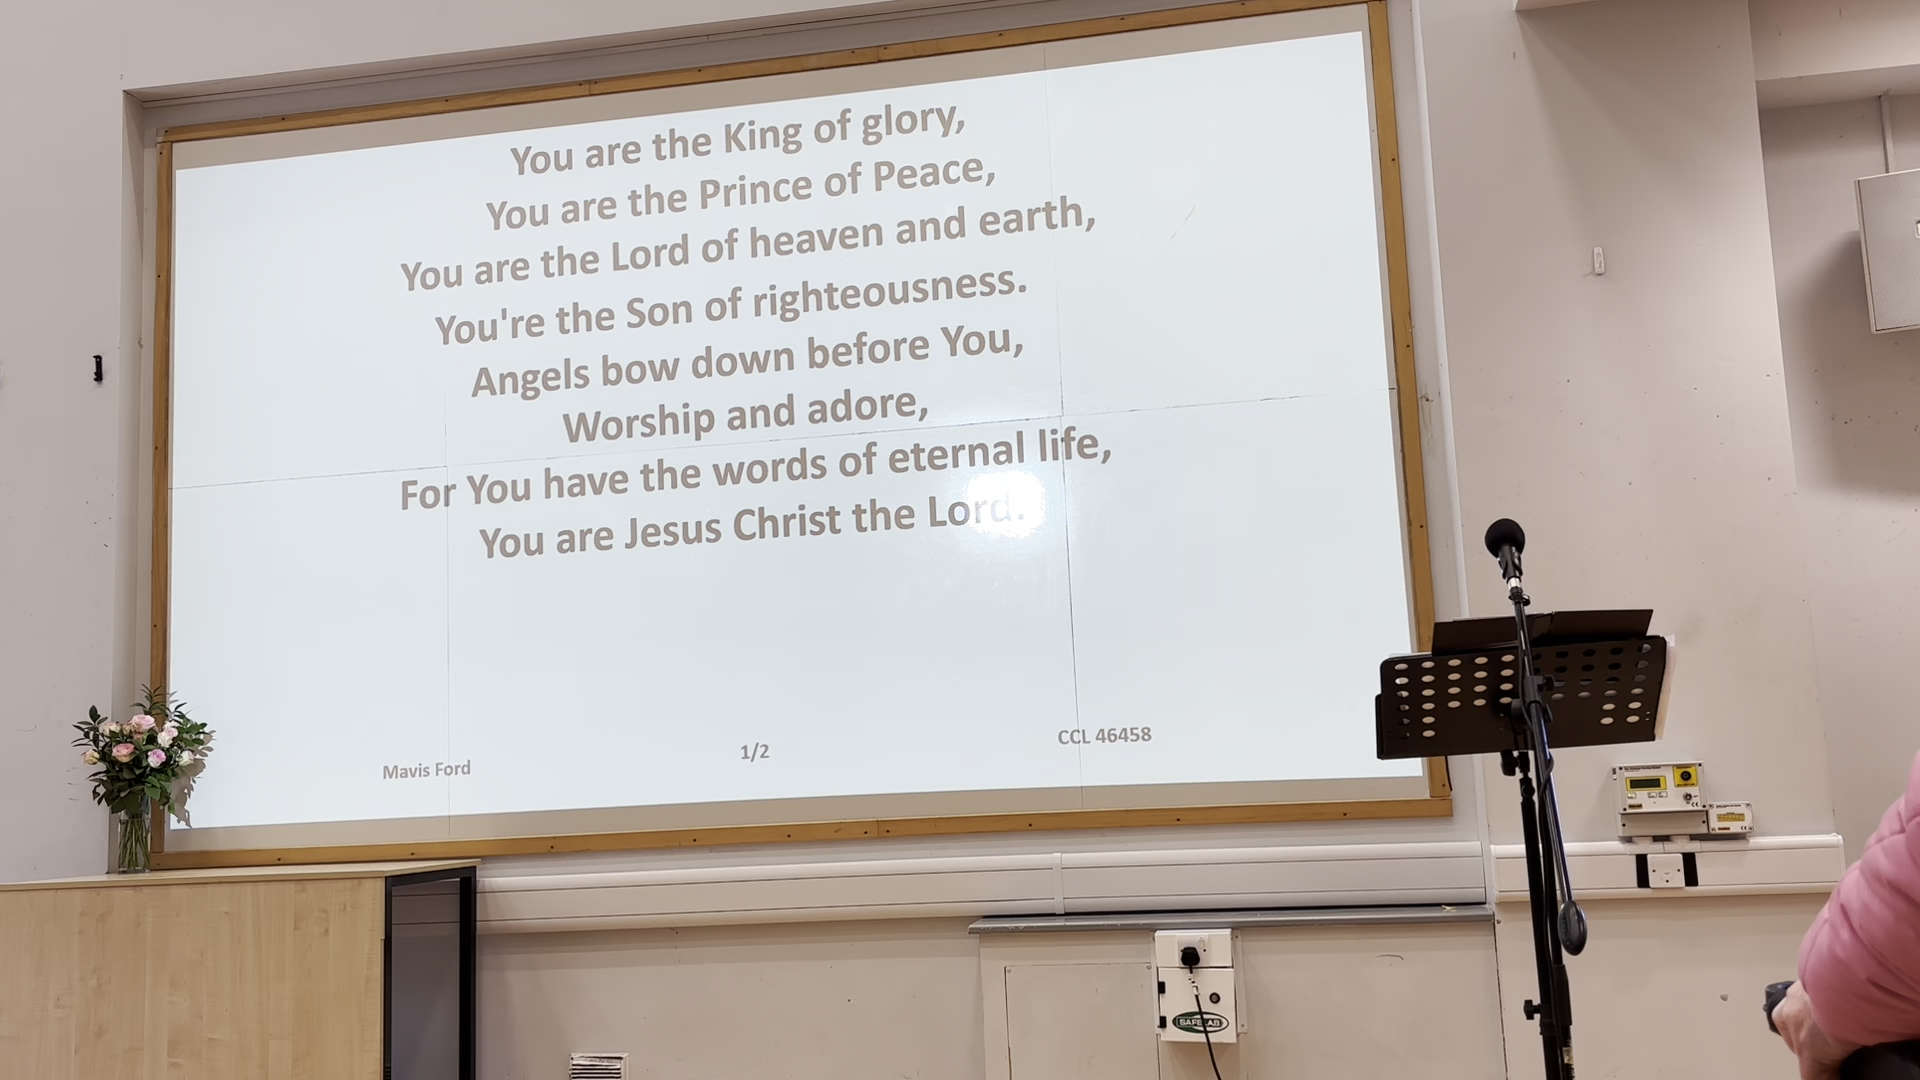 You are the King of glory,
You are the Prince of Peace,
You are the Lord of heaven and earth,
You're the Son of righteousness.
Angels bow down before You,
Worship and adore,
For You have the words of eternal life,
You are Jesus Christ the Lord.
Mavis Ford
1/2
CCL 46458
SAFELAB